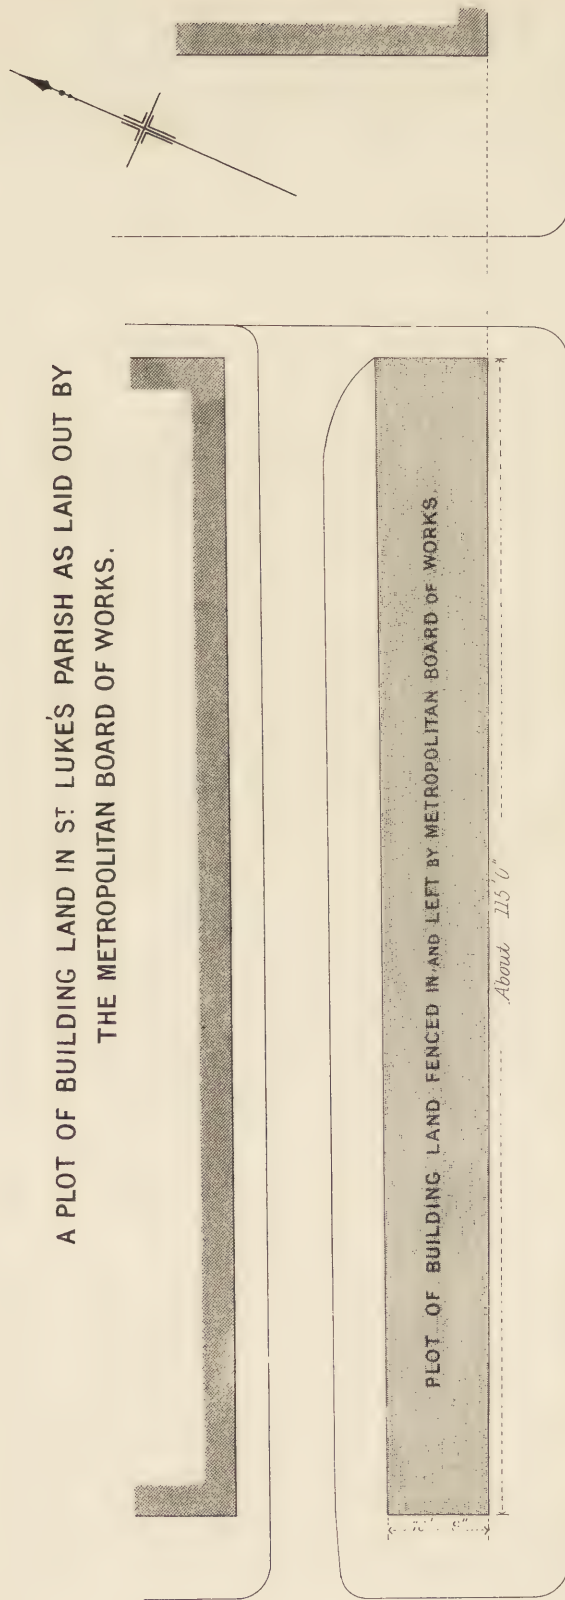 A PLOT OF BUILDING LAND IN ST. LUKE'S PARISH AS LAID OUT BY
THE METROPOLITAN BOARD OF WORKS.
PLOT OF BUILDING LAND FENCED IN AND LEFT BY METROPOLITAN BOARD OF WORKS.
About 115' 0"